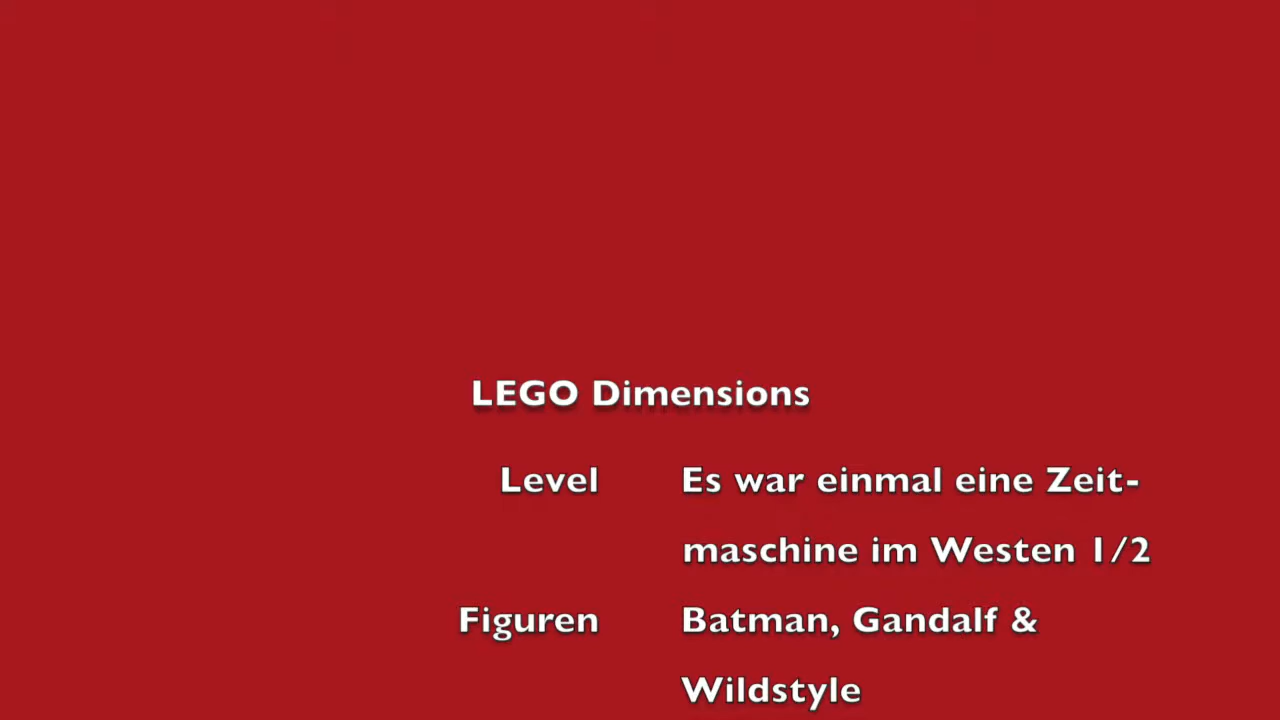 LEGO Dimensions
Level Es war einmal eine Zeit-
maschine im Westen 1/2
Figuren Batman, Gandalf &
Wildstyle